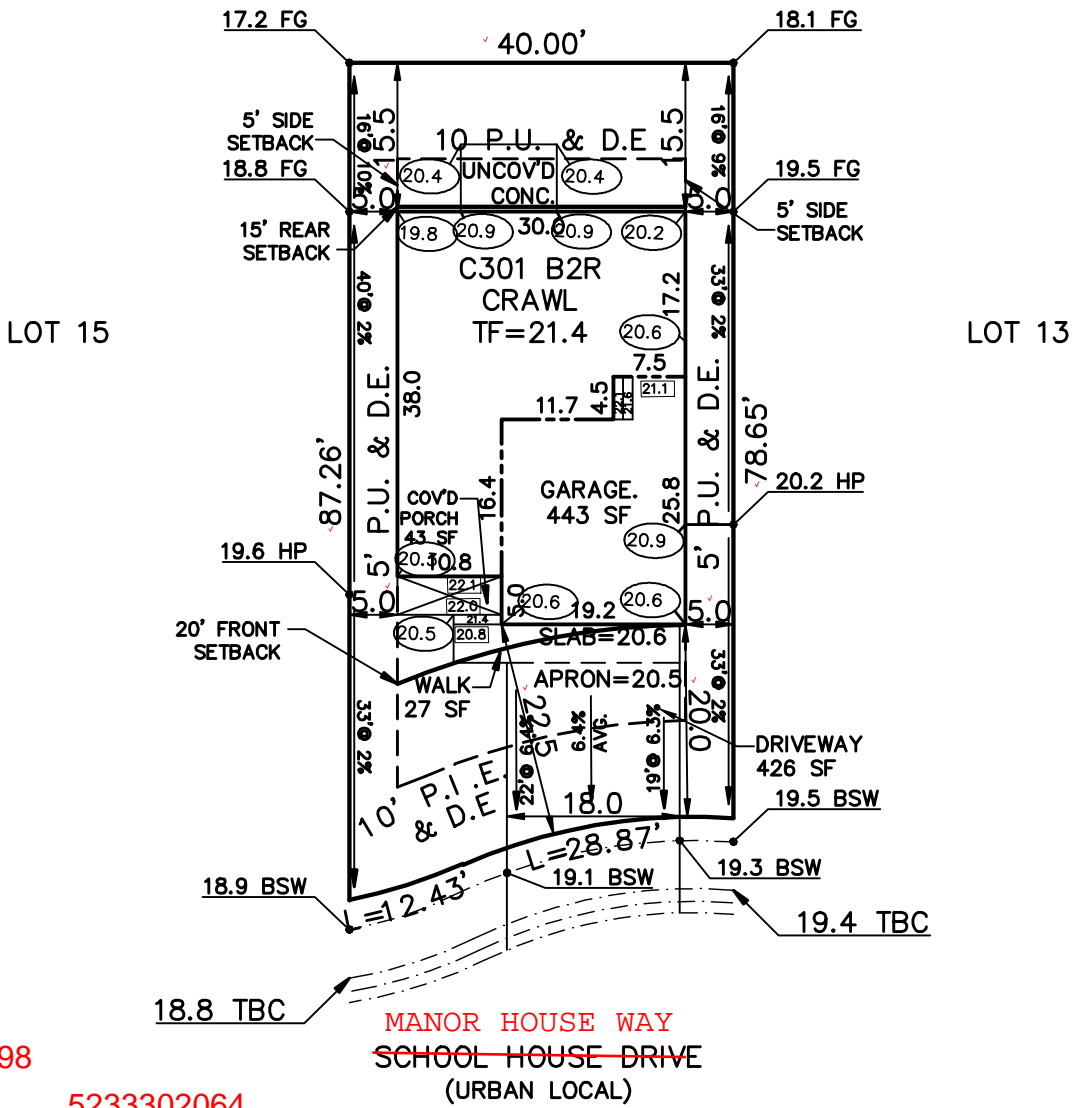 17.2 FG
40.00'
18.1 FG
5' SIDE
SETBACK
16'@ 10%
15.5
10 P.U. & D.E
15.5
16'@ 9%
18.8 FG
20.4
UNCOV'D
CONC.
20.4
19.5 FG
5.0
5.0
15' REAR
SETBACK
19.8
20.9
30.0
20.9
20.2
5' SIDE
SETBACK
C301 B2R
CRAWL
TF=21.4
40'@ 2%
17.2
33'@ 2%
LOT 15
20.6
LOT 13
7.5
21.1
21.6
38.0
11.7
4.5
5' P.U. & D.E.
5' P.U. & D.E.
87.26'
78.65'
COV'D
PORCH
43 SF
16.4
GARAGE.
443 SF
25.8
20.2 HP
19.6 HP
20.3
10.8
20.9
22.1
22.0
5.0
5.0
20.6
20.6
5.0
20' FRONT
SETBACK
20.5
21.4
20.8
19.2
SLAB=20.6
WALK
27 SF
APRON=20.5
33'@ 2%
22.5
22'@ 6.4%
6.4%
AVG.
19'@ 6.3%
20.0
33'@ 2%
DRIVEWAY
426 SF
10' P.I.E.
& D.E
18.0
19.5 BSW
L=28.87'
18.9 BSW
L=12.43'
19.1 BSW
19.3 BSW
19.4 TBC
18.8 TBC
MANOR HOUSE WAY
SCHOOL HOUSE DRIVE
(URBAN LOCAL)
98
5233302064